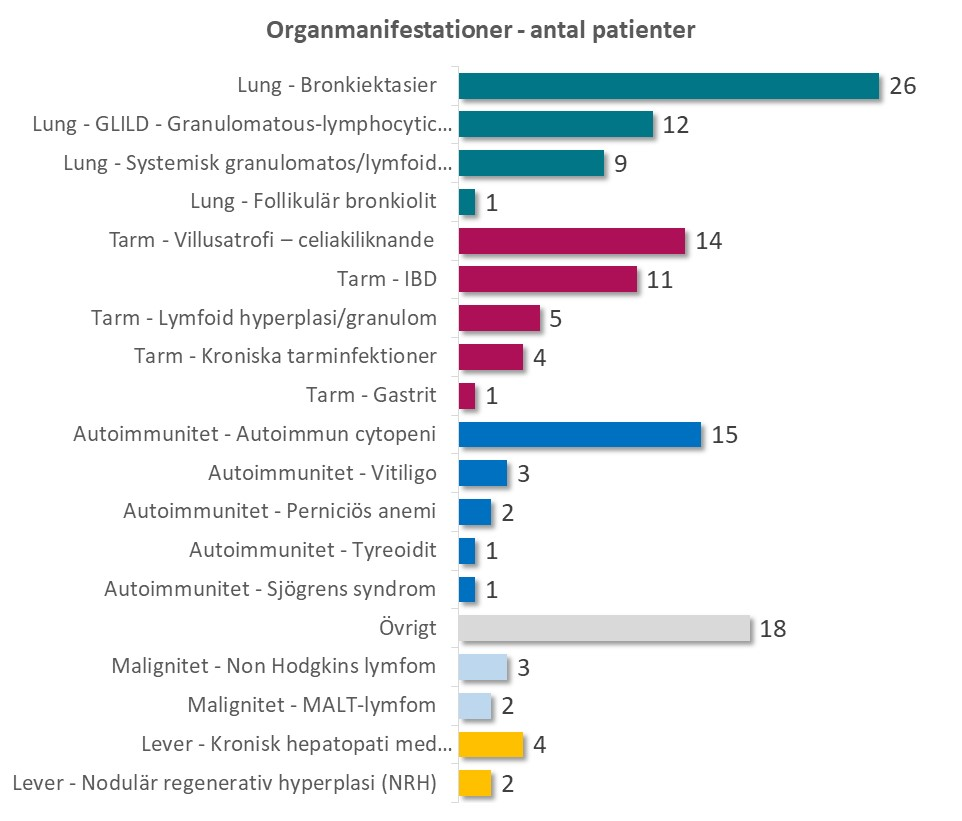 Organmanifestationer - antal patienter
Lung - Bronkiektasier 26
Lung - GLILD - Granulomatous-lymphocytic... 12
Lung - Systemisk granulomatos/lymfoid... 9
Lung - Follikulär bronkiolit 1
Tarm - Villusatrofi – celiakiliknande 14
Tarm - IBD 11
Tarm - Lymfoid hyperplasi/granulom 5
Tarm - Kroniska tarminfektioner 4
Tarm - Gastrit 1
Autoimmunitet - Autoimmun cytopeni 15
Autoimmunitet - Vitiligo 3
Autoimmunitet - Perniciös anemi 2
Autoimmunitet - Tyreoidit 1
Autoimmunitet - Sjögrens syndrom 1
Övrigt 18
Malignitet - Non Hodgkins lymfom 3
Malignitet - MALT-lymfom 2
Lever - Kronisk hepatopati med... 4
Lever - Nodulär regenerativ hyperplasi (NRH) 2